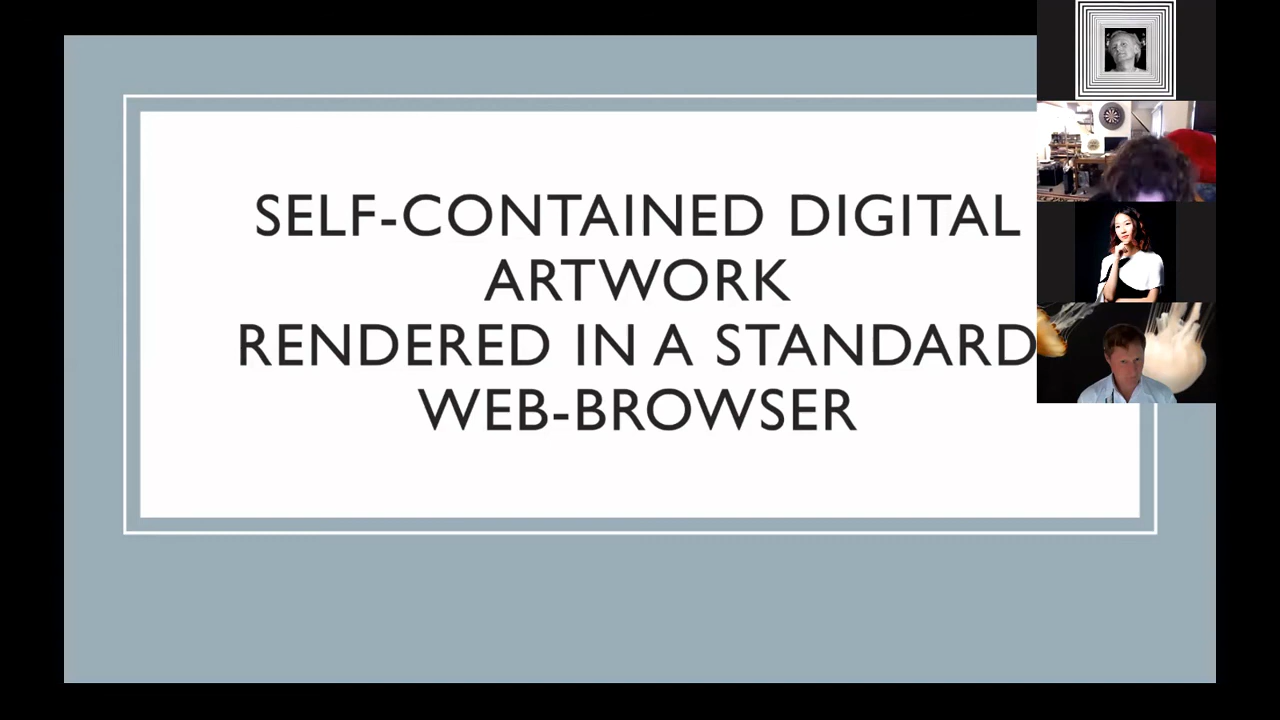 SELF-CONTAINED DIGITAL
ARTWORK
RENDERED IN A STANDARD
WEB-BROWSER